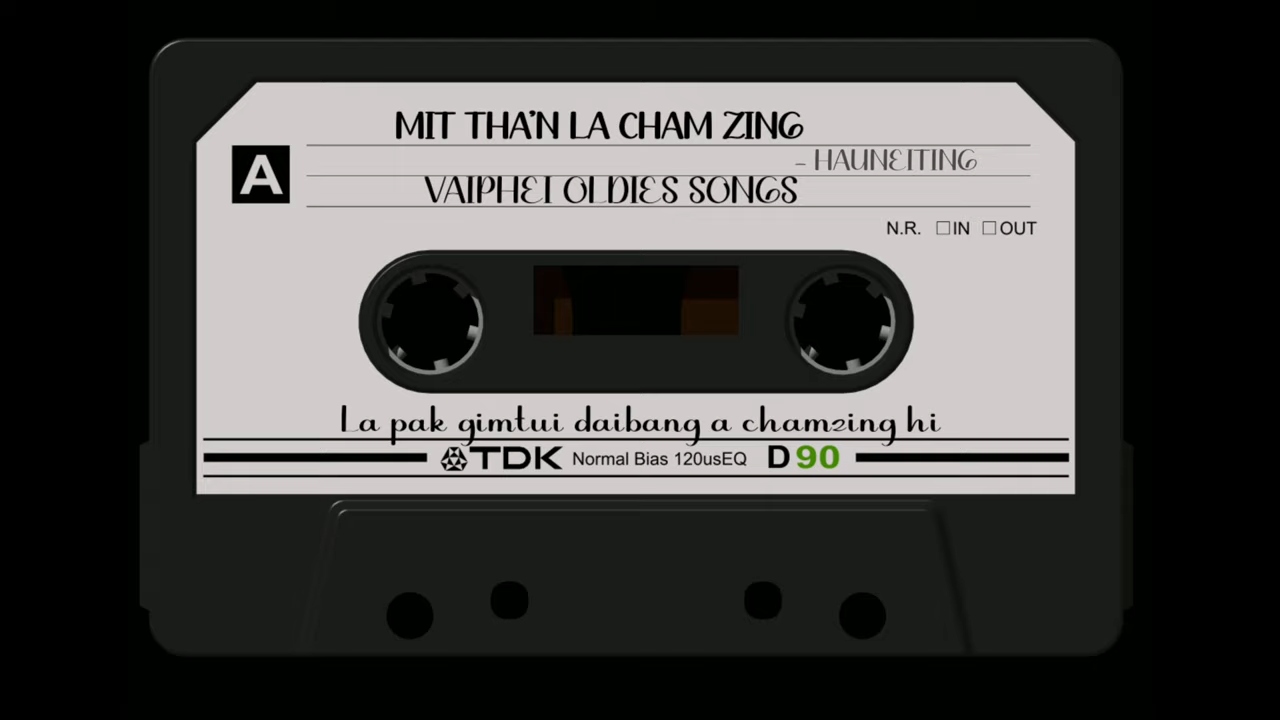 MIT THA'N LA CHAM ZING
- HAUNEITING
A
VAIPHEI OLDIES SONGS
N.R. □IN □OUT
La pak gimtui daibang a chamzing hi
TDK Normal Bias 120usEQ D 90